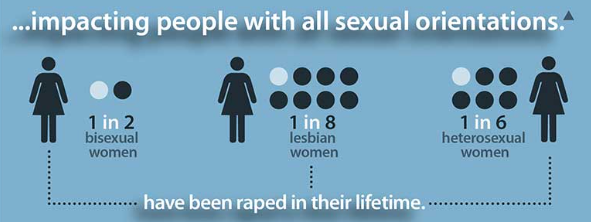 ...impacting people with all sexual orientations.▲
1 in 2
bisexual
women
1 in 8
lesbian
women
1 in 6
heterosexual
women
have been raped in their lifetime.